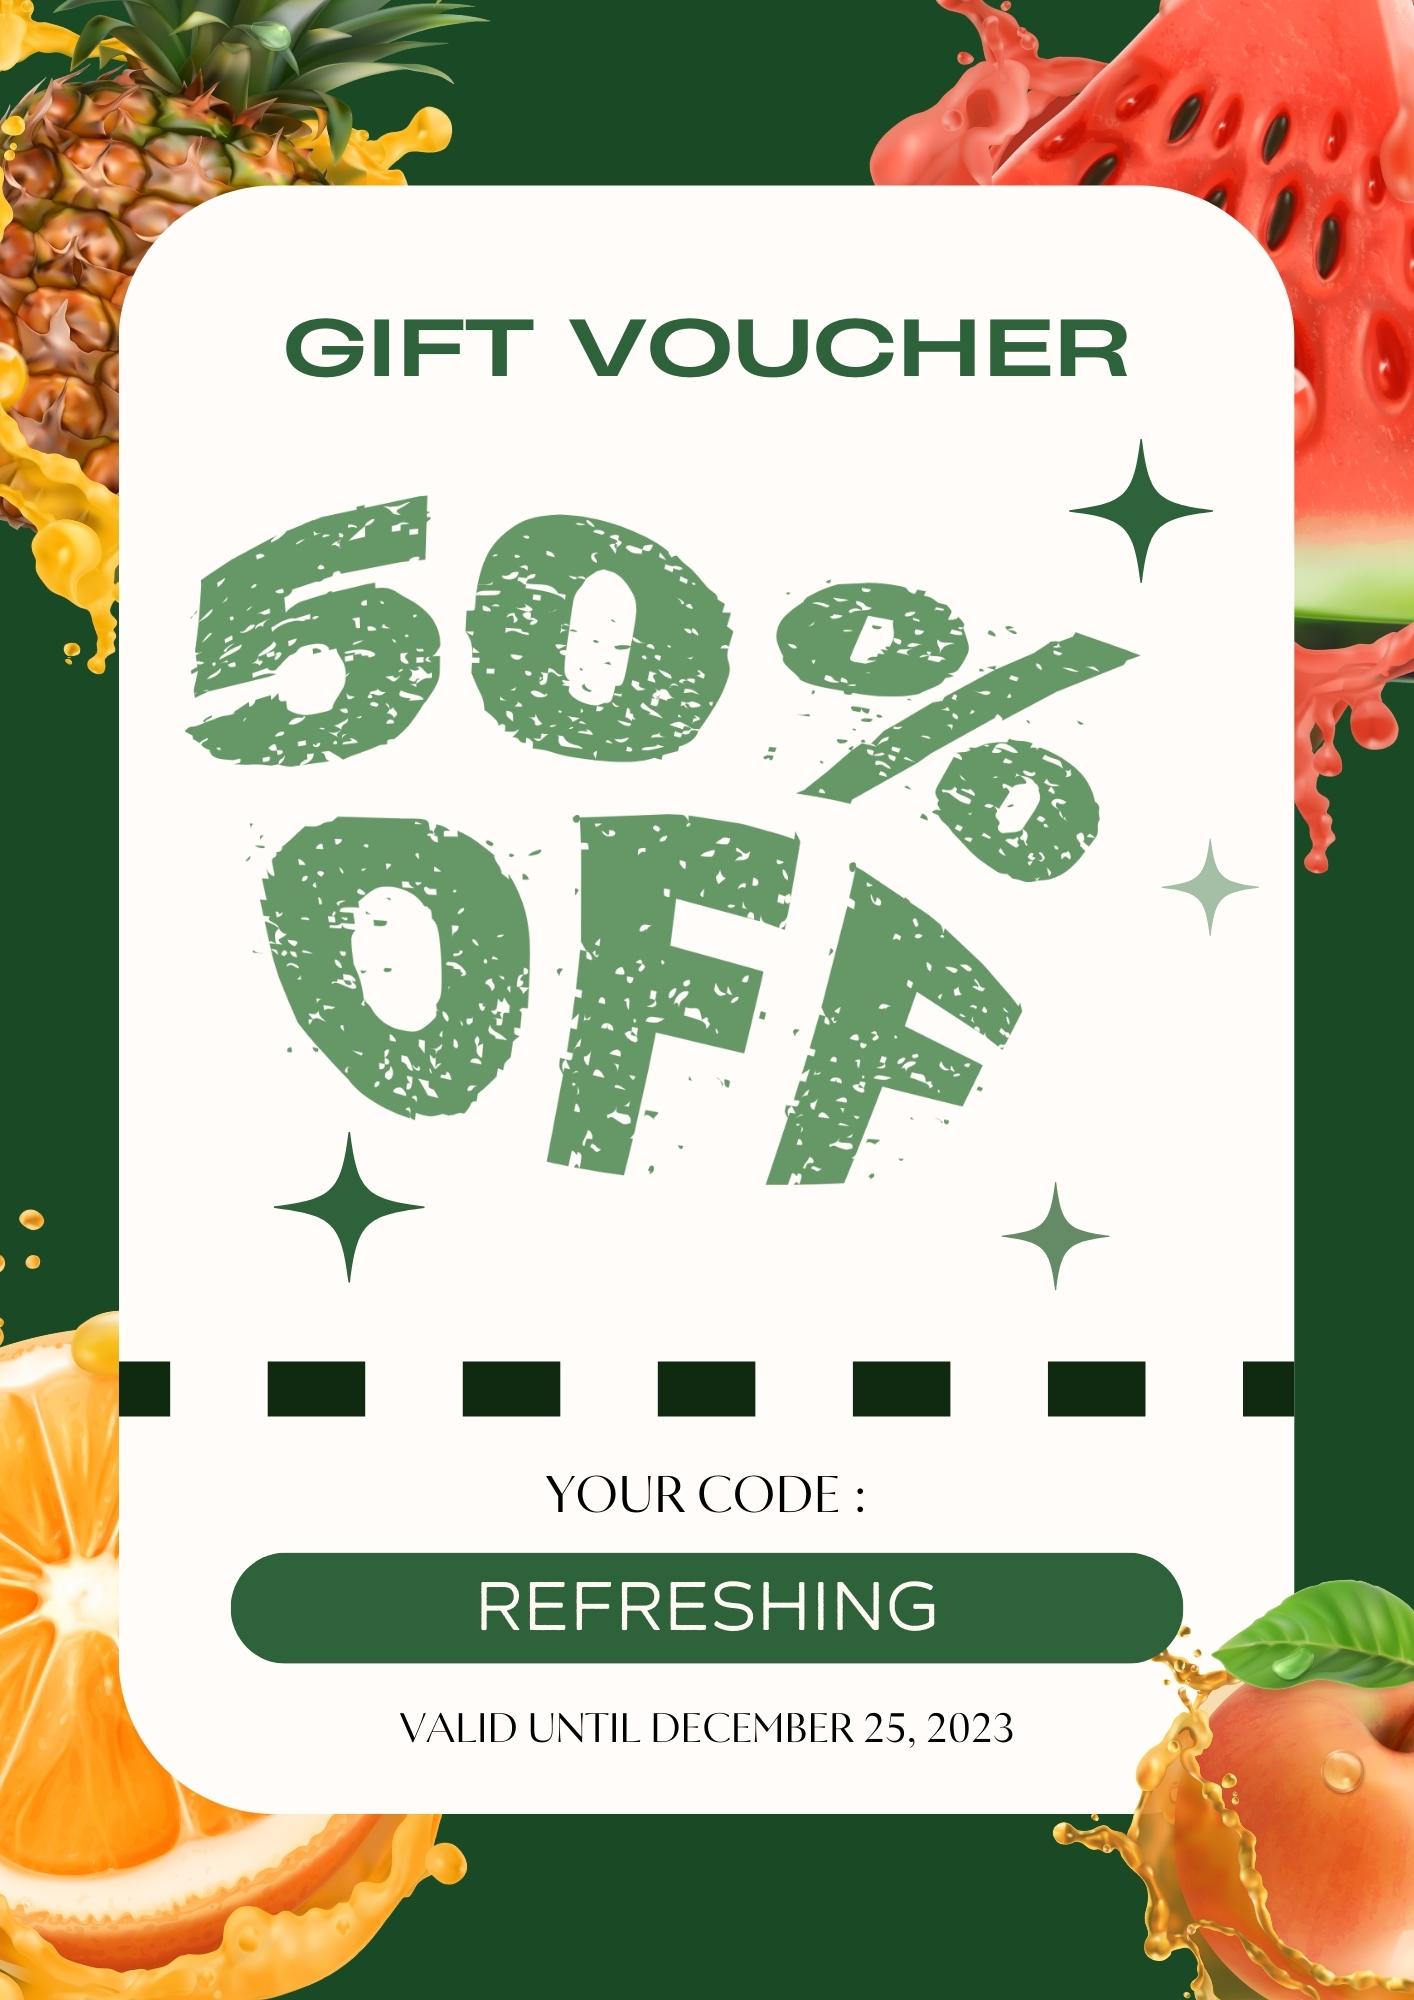 GIFT VOUCHER
50%
OFF
YOUR CODE :
REFRESHING
VALID UNTIL DECEMBER 25, 2023